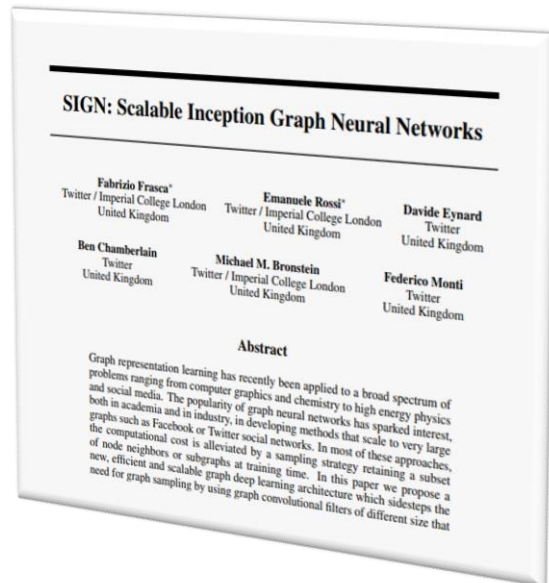 SIGN: Scalable Inception Graph Neural Networks
Fabrizio Frasca*
Twitter / Imperial College London
United Kingdom
Emanuele Rossi*
Twitter / Imperial College London
United Kingdom
Davide Eynard
Twitter
United Kingdom
Ben Chamberlain
Twitter
United Kingdom
Michael M. Bronstein
Twitter / Imperial College London
United Kingdom
Federico Monti
Twitter
United Kingdom
Abstract
Graph representation learning has recently been applied to a broad spectrum of
problems ranging from computer graphics and chemistry to high energy physics
and social media. The popularity of graph neural networks has sparked interest,
both in academia and in industry, in developing methods that scale to very large
graphs such as Facebook or Twitter social networks. In most of these approaches,
the computational cost is alleviated by a sampling strategy retaining a subset
of node neighbors or subgraphs at training time. In this paper we propose a
new, efficient and scalable graph deep learning architecture which sidesteps the
need for graph sampling by using graph convolutional filters of different size that